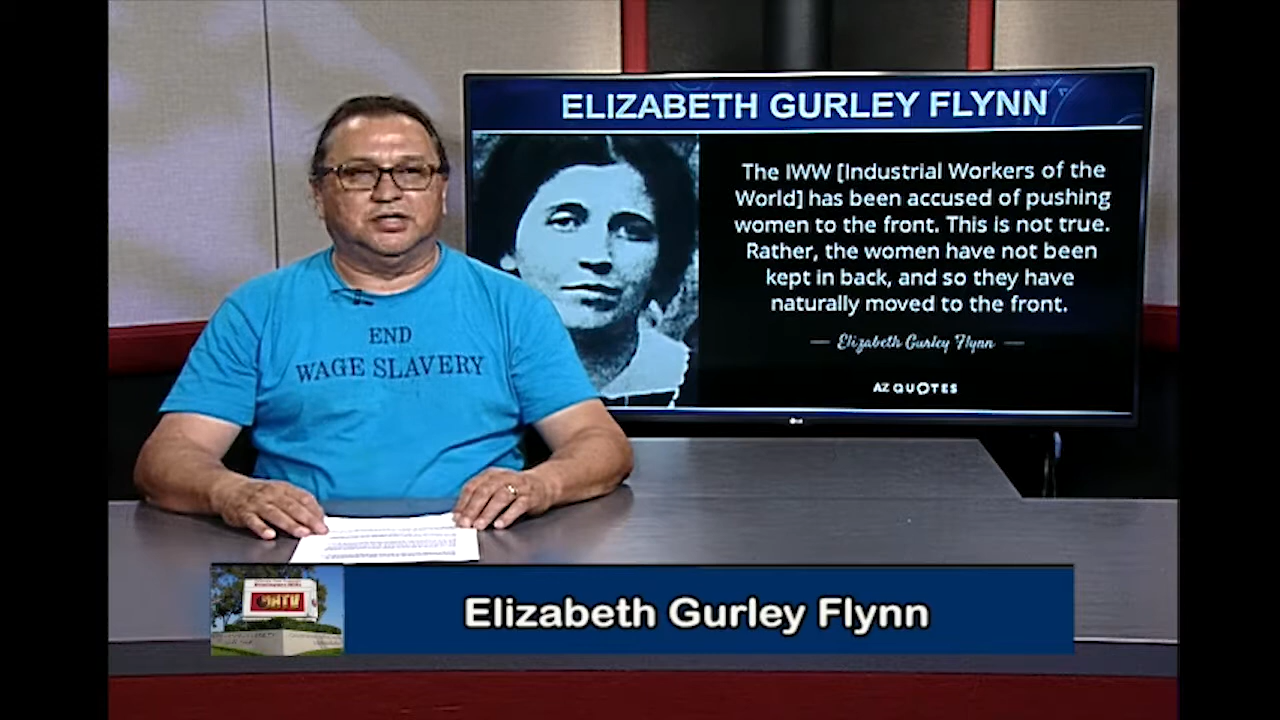 ELIZABETH GURLEY FLYNN
The IWW [Industrial Workers of the
World] has been accused of pushing
women to the front. This is not true.
Rather, the women have not been
kept in back, and so they have
naturally moved to the front.
— Elizabeth Gurley Flynn —
AZ QUOTES
LG
END
WAGE SLAVERY
Elizabeth Gurley Flynn